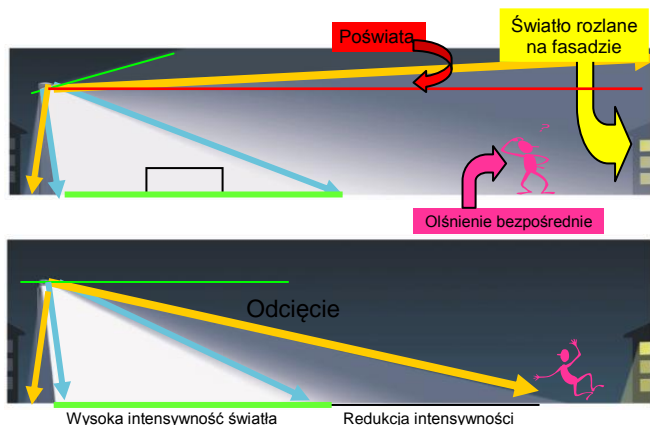 Poświata
Światło rozlane
na fasadzie
Olśnienie bezpośrednie
Odcięcie
Wysoka intensywność światła
Redukcja intensywności